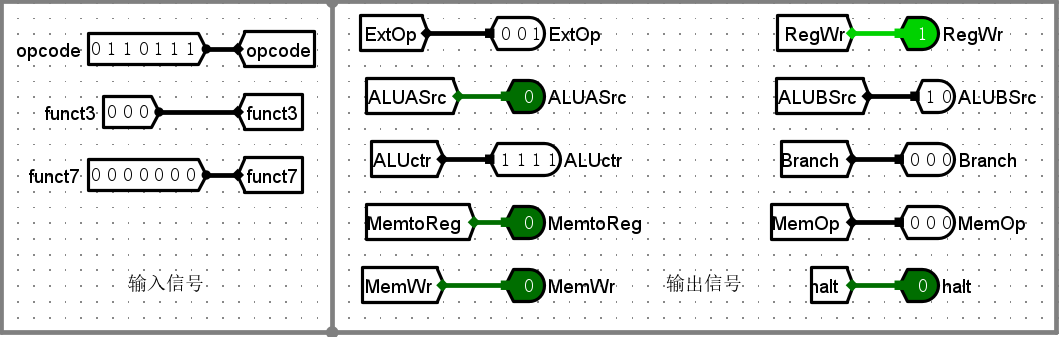 opcode 0 1 1 0 1 1 1 opcode
funct3 0 0 0 funct3
funct7 0 0 0 0 0 0 0 funct7
输入信号
ExtOp 0 0 1 ExtOp
RegWr 1 RegWr
ALUASrc 0 ALUASrc
ALUBSrc 1 0 ALUBSrc
ALUctr 1 1 1 1 ALUctr
Branch 0 0 0 Branch
MemtoReg 0 MemtoReg
MemOp 0 0 0 MemOp
MemWr 0 MemWr
输出信号
halt 0 halt